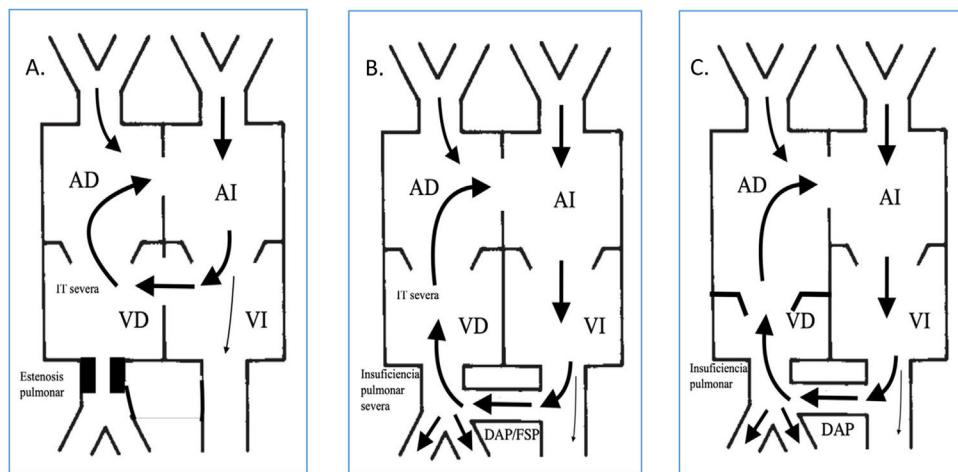 A.
AD
AI
IT severa
VD
VI
Estenosis
pulmonar
B.
AD
AI
IT severa
VD
VI
Insuficiencia
pulmonar
severa
DAP/FSP
C.
AD
AI
VD
VI
Insuficiencia
pulmonar
DAP